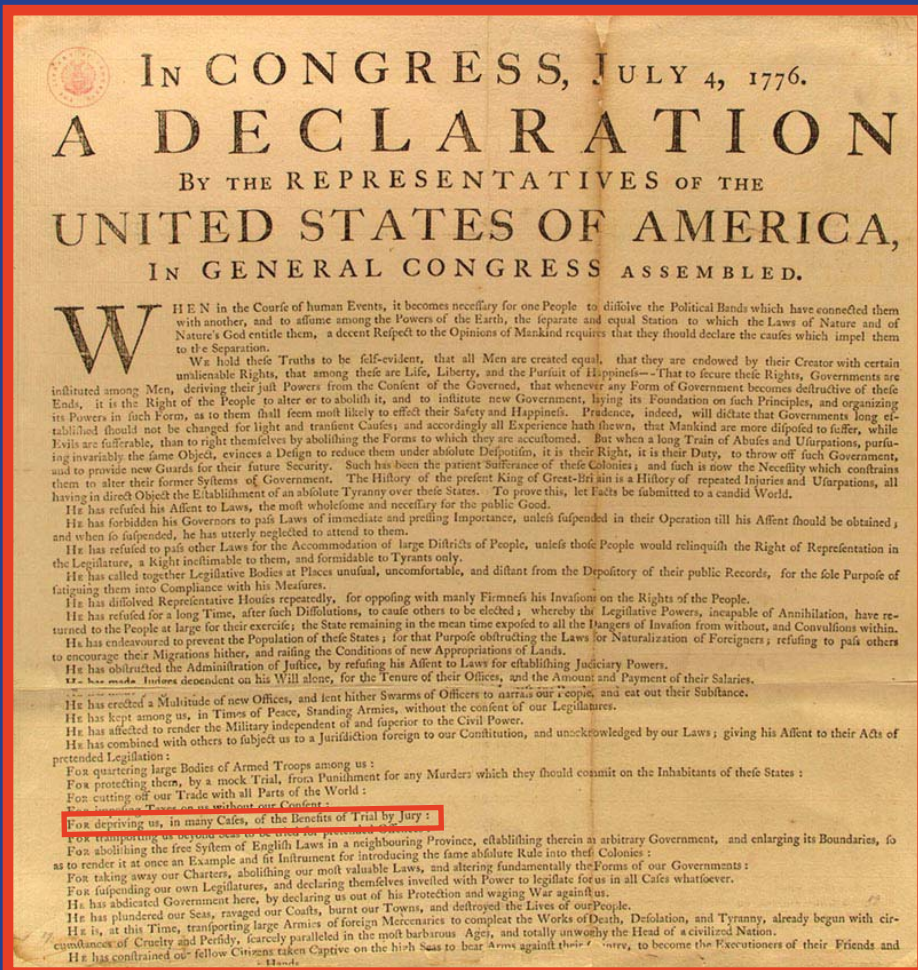 IN CONGRESS, JULY 4, 1776.
A DECLARATION
BY THE REPRESENTATIVES OF THE
UNITED STATES OF AMERICA,
IN GENERAL CONGRESS ASSEMBLED.
WHEN in the Courſe of human Events, it becomes neceſſary for one People to diſſolve the Political Bands which have connected them
with another, and to aſſume among the Powers of the Earth, the ſeparate and equal Station to which the Laws of Nature and of
Nature's God entitle them, a decent Reſpect to the Opinions of Mankind requires that they ſhould declare the cauſes which impel them
to the Separation.
WE hold theſe Truths to be ſelf-evident, that all Men are created equal, that they are endowed by their Creator with certain
unalienable Rights, that among theſe are Life, Liberty, and the Purſuit of Happineſs—That to ſecure theſe Rights, Governments are
inſtituted among Men, deriving their juſt Powers from the Conſent of the Governed, that whenever any Form of Government becomes deſtructive of theſe
Ends, it is the Right of the People to alter or to aboliſh it, and to inſtitute new Government, laying its Foundation on ſuch Principles, and organizing
its Powers in ſuch Form, as to them ſhall ſeem moſt likely to effect their Safety and Happineſs. Prudence, indeed, will dictate that Governments long eſ-
tabliſhed ſhould not be changed for light and tranſient Cauſes; and accordingly all Experience hath ſhewn, that Mankind are more diſpoſed to ſuffer, while
Evils are ſufferable, than to right themſelves by aboliſhing the Forms to which they are accuſtomed. But when a long Train of Abuſes and Uſurpations, purſu-
ing invariably the ſame Object, evinces a Deſign to reduce them under abſolute Deſpotiſm, it is their Right, it is their Duty, to throw off ſuch Government,
and to provide new Guards for their future Security. Such has been the patient Sufferance of theſe Colonies; and ſuch is now the Neceſſity which conſtrains
them to alter their former Syſtems of Government. The Hiſtory of the preſent King of Great-Britain is a Hiſtory of repeated Injuries and Uſurpations, all
having in direct Object the Eſtabliſhment of an abſolute Tyranny over theſe States. To prove this, let Facts be ſubmitted to a candid World.
HE has refuſed his Aſſent to Laws, the moſt wholeſome and neceſſary for the public Good.
HE has forbidden his Governors to paſs Laws of immediate and preſſing Importance, unleſs ſuſpended in their Operation till his Aſſent ſhould be obtained;
and when ſo ſuſpended, he has utterly neglected to attend to them.
HE has refuſed to paſs other Laws for the Accommodation of large Diſtricts of People, unleſs thoſe People would relinquiſh the Right of Repreſentation in
the Legiſlature, a Right ineſtimable to them, and formidable to Tyrants only.
HE has called together Legiſlative Bodies at Places unuſual, uncomfortable, and diſtant from the Depoſitory of their public Records, for the ſole Purpoſe of
fatiguing them into Compliance with his Meaſures.
HE has diſſolved Repreſentative Houſes repeatedly, for oppoſing with manly Firmneſs his Invaſions on the Rights of the People.
HE has refuſed for a long Time, after ſuch Diſſolutions, to cauſe others to be elected; whereby the Legiſlative Powers, incapable of Annihilation, have re-
turned to the People at large for their exerciſe; the State remaining in the mean time expoſed to all the Dangers of Invaſion from without, and Convulſions within.
HE has endeavoured to prevent the Population of theſe States; for that Purpoſe obſtructing the Laws for Naturalization of Foreigners; refuſing to paſs others
to encourage their Migrations hither, and raiſing the Conditions of new Appropriations of Lands.
HE has obſtructed the Adminiſtration of Juſtice, by refuſing his Aſſent to Laws for eſtabliſhing Judiciary Powers.
HE has made Judges dependent on his Will alone, for the Tenure of their Offices, and the Amount and Payment of their Salaries.
HE has erected a Multitude of new Offices, and ſent hither Swarms of Officers to harraſs our People, and eat out their Subſtance.
HE has kept among us, in Times of Peace, Standing Armies, without the conſent of our Legiſlatures.
HE has affected to render the Military independent of and ſuperior to the Civil Power.
HE has combined with others to ſubject us to a Juriſdiction foreign to our Conſtitution, and unacknowledged by our Laws; giving his Aſſent to their Acts of
pretended Legiſlation:
FOR quartering large Bodies of Armed Troops among us:
FOR protecting them, by a mock Trial, from Puniſhment for any Murders which they ſhould commit on the Inhabitants of theſe States:
FOR cutting off our Trade with all Parts of the World:
FOR impoſing Taxes on us without our Conſent:
FOR depriving us, in many Caſes, of the Benefits of Trial by Jury:
FOR tranſporting us beyond Seas to be tried for pretended
FOR aboliſhing the free Syſtem of Engliſh Laws in a neighbouring Province, eſtabliſhing therein an arbitrary Government, and enlarging its Boundaries, ſo
as to render it at once an Example and fit Inſtrument for introducing the ſame abſolute Rule into theſe Colonies:
FOR taking away our Charters, aboliſhing our moſt valuable Laws, and altering fundamentally the Forms of our Governments:
FOR ſuſpending our own Legiſlatures, and declaring themſelves inveſted with Power to legiſlate for us in all Caſes whatſoever.
HE has abdicated Government here, by declaring us out of his Protection and waging War againſt us.
HE has plundered our Seas, ravaged our Coaſts, burnt our Towns, and deſtroyed the Lives of our People.
HE is, at this Time, tranſporting large Armies of foreign Mercenaries to compleat the Works of Death, Deſolation, and Tyranny, already begun with cir-
cumſtances of Cruelty and Perfidy, ſcarcely paralleled in the moſt barbarous Ages, and totally unworthy the Head of a civilized Nation.
HE has conſtrained our fellow Citizens taken Captive on the high Seas to bear Arms againſt their Country, to become the Executioners of their Friends and
Hands